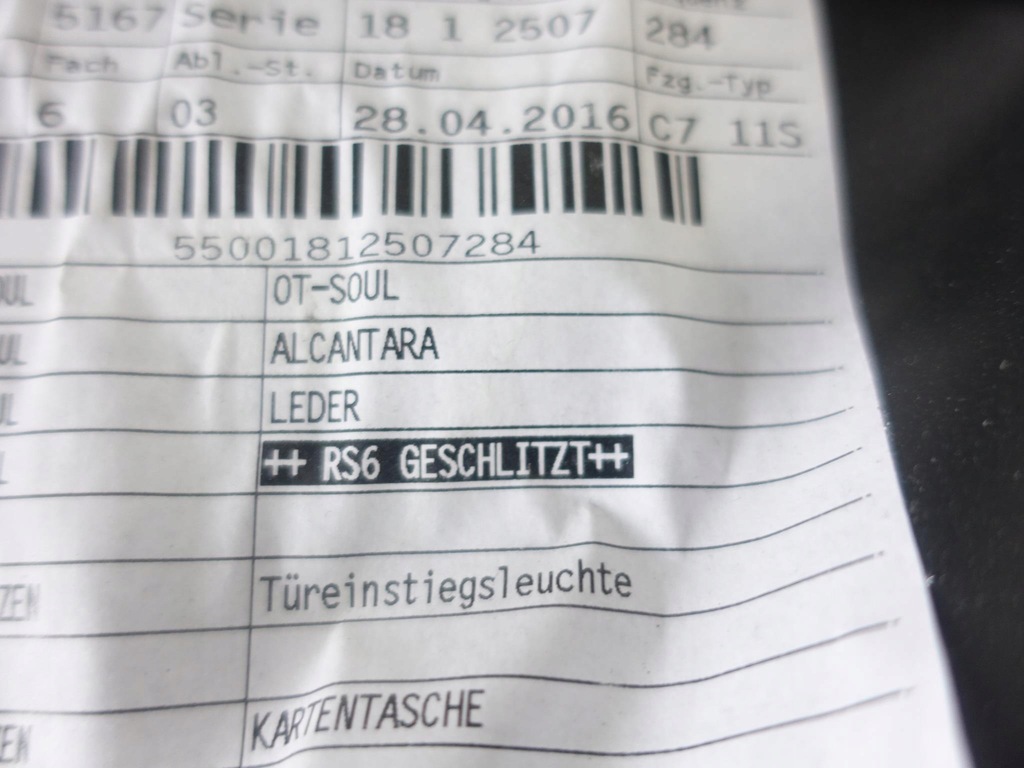 5167 Serie 18 1 2507 284
Fach Abl.-St. Datum Fzg.-Typ
6 03 28.04.2016 C7 11S
55001812507284
OT-SOUL
ALCANTARA
LEDER
++ RS6 GESCHLITZT++
Türeinstiegsleuchte
KARTENTASCHE